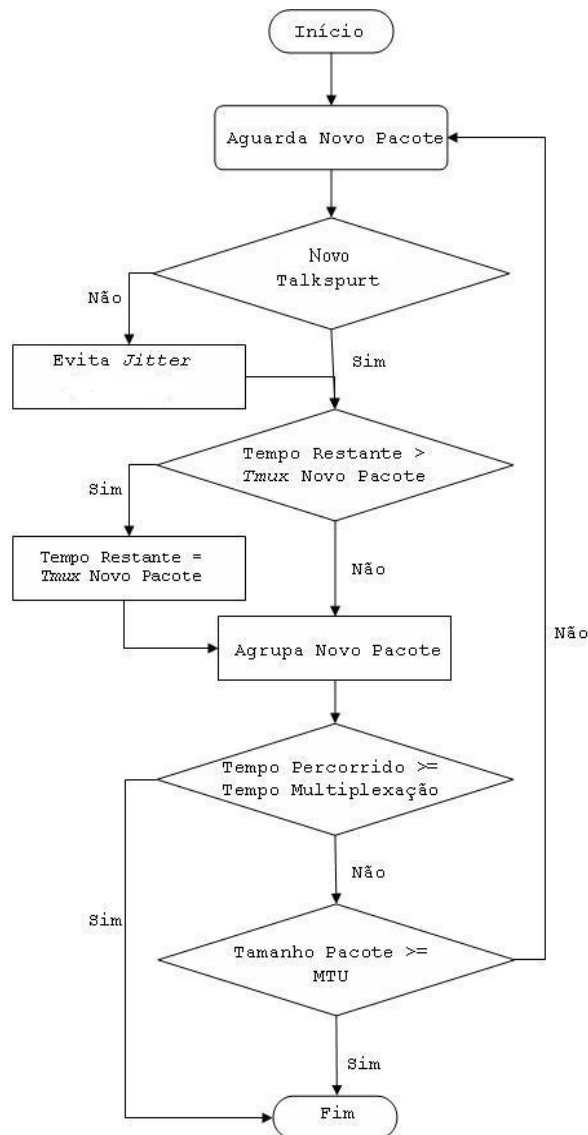 Início
Aguarda Novo Pacote
Novo
Talkspurt
Não
Evita Jitter
Sim
Tempo Restante >
Tmux Novo Pacote
Sim
Tempo Restante =
Tmux Novo Pacote
Não
Agrupa Novo Pacote
Não
Tempo Percorrido >=
Tempo Multiplexação
Não
Sim
Tamanho Pacote >=
MTU
Sim
Fim